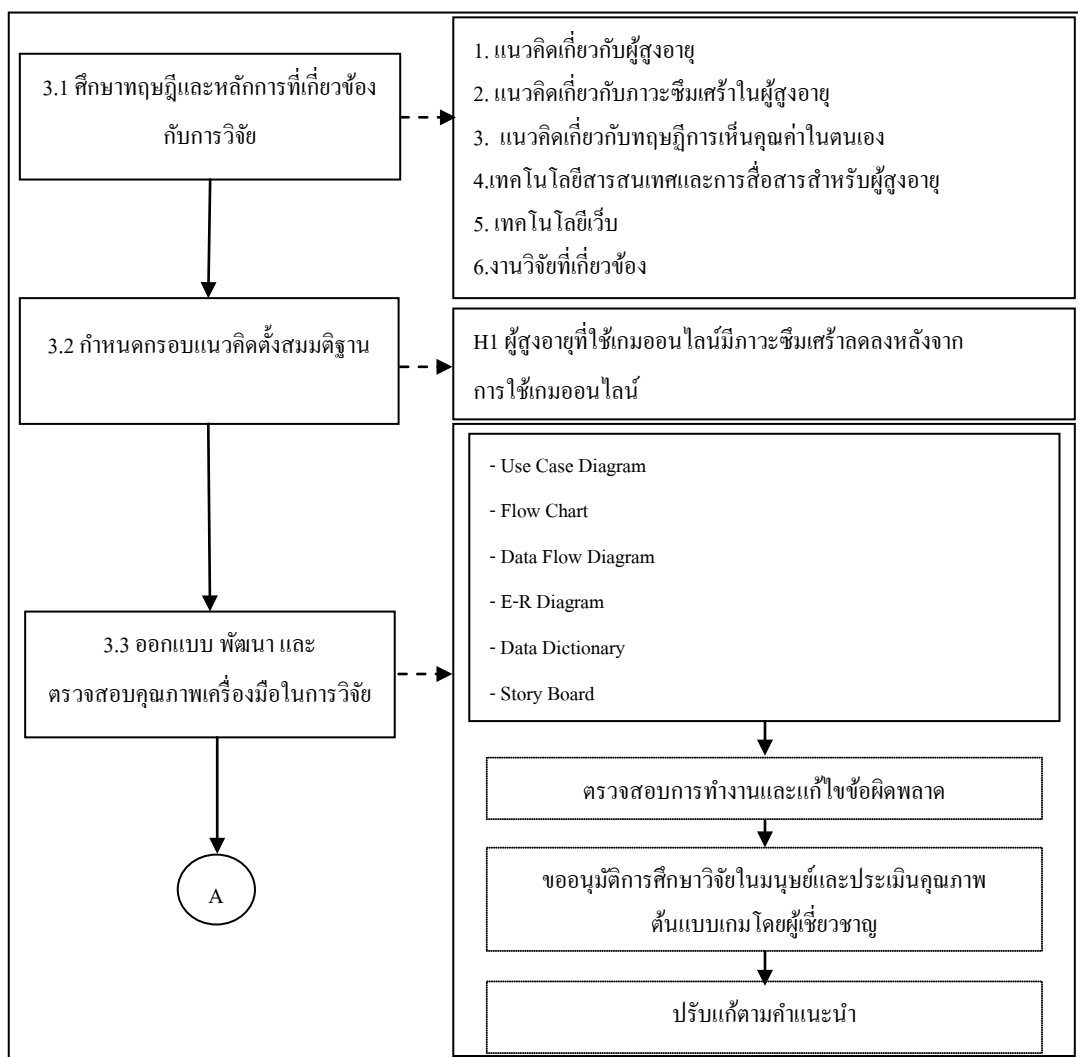 3.1 ศึกษาทฤษฎีและหลักการที่เกี่ยวข้อง
กับการวิจัย
1. แนวคิดเกี่ยวกับผู้สูงอายุ
2. แนวคิดเกี่ยวกับภาวะซึมเศร้าในผู้สูงอายุ
3. แนวคิดเกี่ยวกับทฤษฎีการเห็นคุณค่าในตนเอง
4.เทคโนโลยีสารสนเทศและการสื่อสารสำหรับผู้สูงอายุ
5. เทคโนโลยีเว็บ
6.งานวิจัยที่เกี่ยวข้อง
3.2 กำหนดกรอบแนวคิดตั้งสมมติฐาน
H1 ผู้สูงอายุที่ใช้เกมออนไลน์มีภาวะซึมเศร้าลดลงหลังจาก
การใช้เกมออนไลน์
3.3 ออกแบบ พัฒนา และ
ตรวจสอบคุณภาพเครื่องมือในการวิจัย
- Use Case Diagram
- Flow Chart
- Data Flow Diagram
- E-R Diagram
- Data Dictionary
- Story Board
ตรวจสอบการทำงานและแก้ไขข้อผิดพลาด
ขออนุมัติการศึกษาวิจัยในมนุษย์และประเมินคุณภาพ
ต้นแบบเกมโดยผู้เชี่ยวชาญ
ปรับแก้ตามคำแนะนำ
A